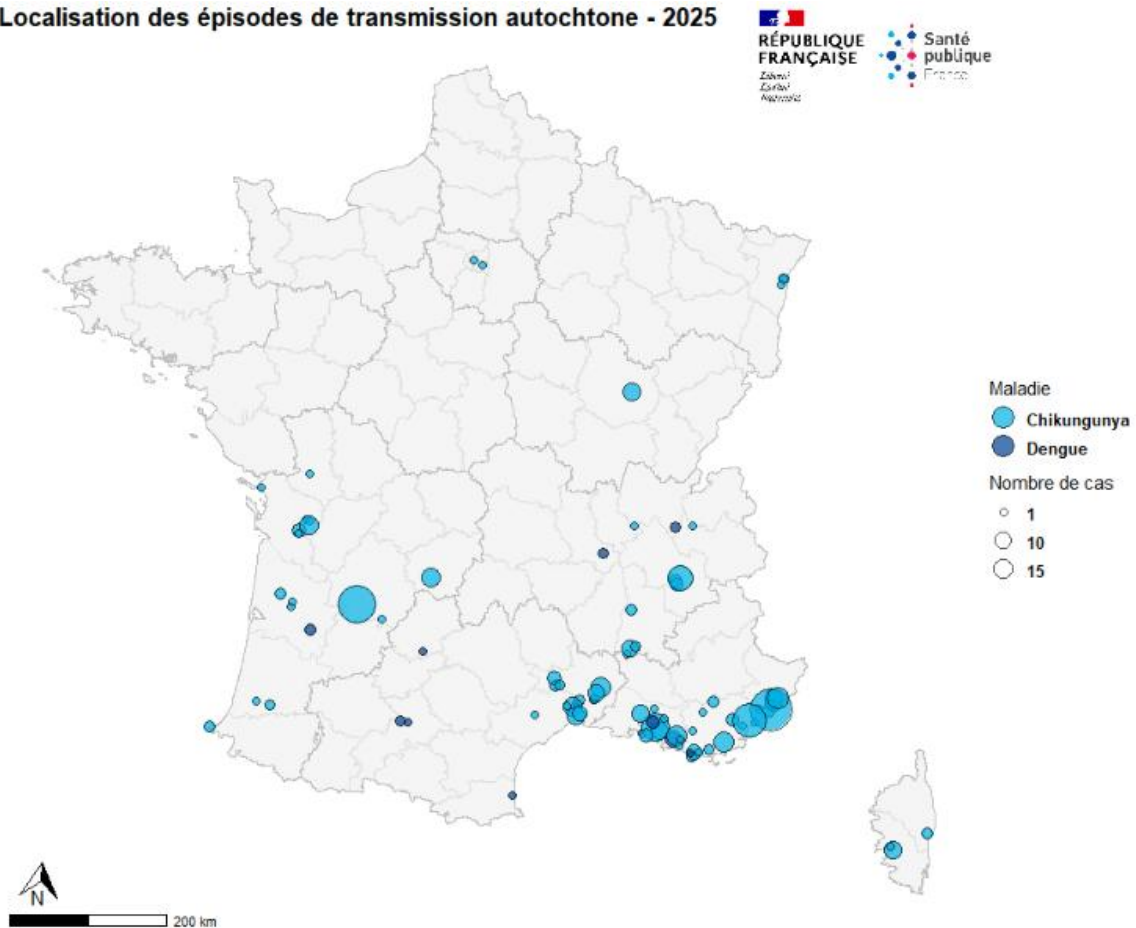 Localisation des épisodes de transmission autochtone - 2025
RÉPUBLIQUE
FRANÇAISE
Santé
publique
France
Maladie
Chikungunya
Dengue
Nombre de cas
1
10
15
N
200 km